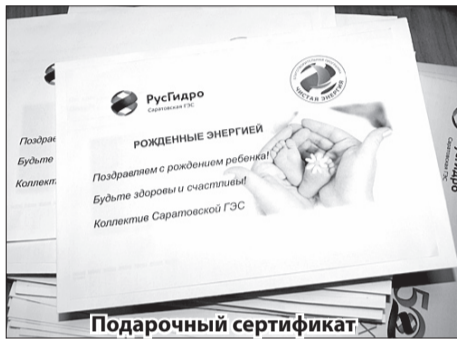 РусГидро
Саратовская ГЭС
ЧИСТАЯ ЭНЕРГИЯ
РОЖДЕННЫЕ ЭНЕРГИЕЙ
Поздравляем с рождением ребенка!
Будьте здоровы и счастливы!
Коллектив Саратовской ГЭС
Поздрав
Будьте
Коллект
Подарочный сертификат